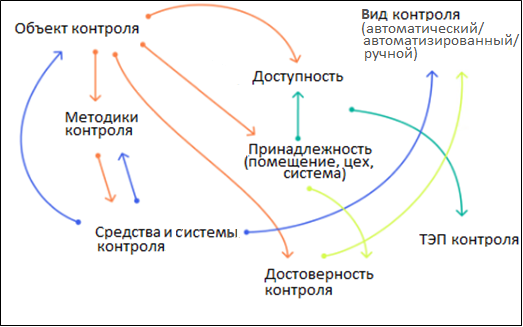 Объект контроля
Вид контроля
(автоматический/
автоматизированный/
ручной)
Доступность
Методики
контроля
Принадлежность
(помещение, цех,
система)
Средства и системы
контроля
ТЭП контроля
Достоверность
контроля